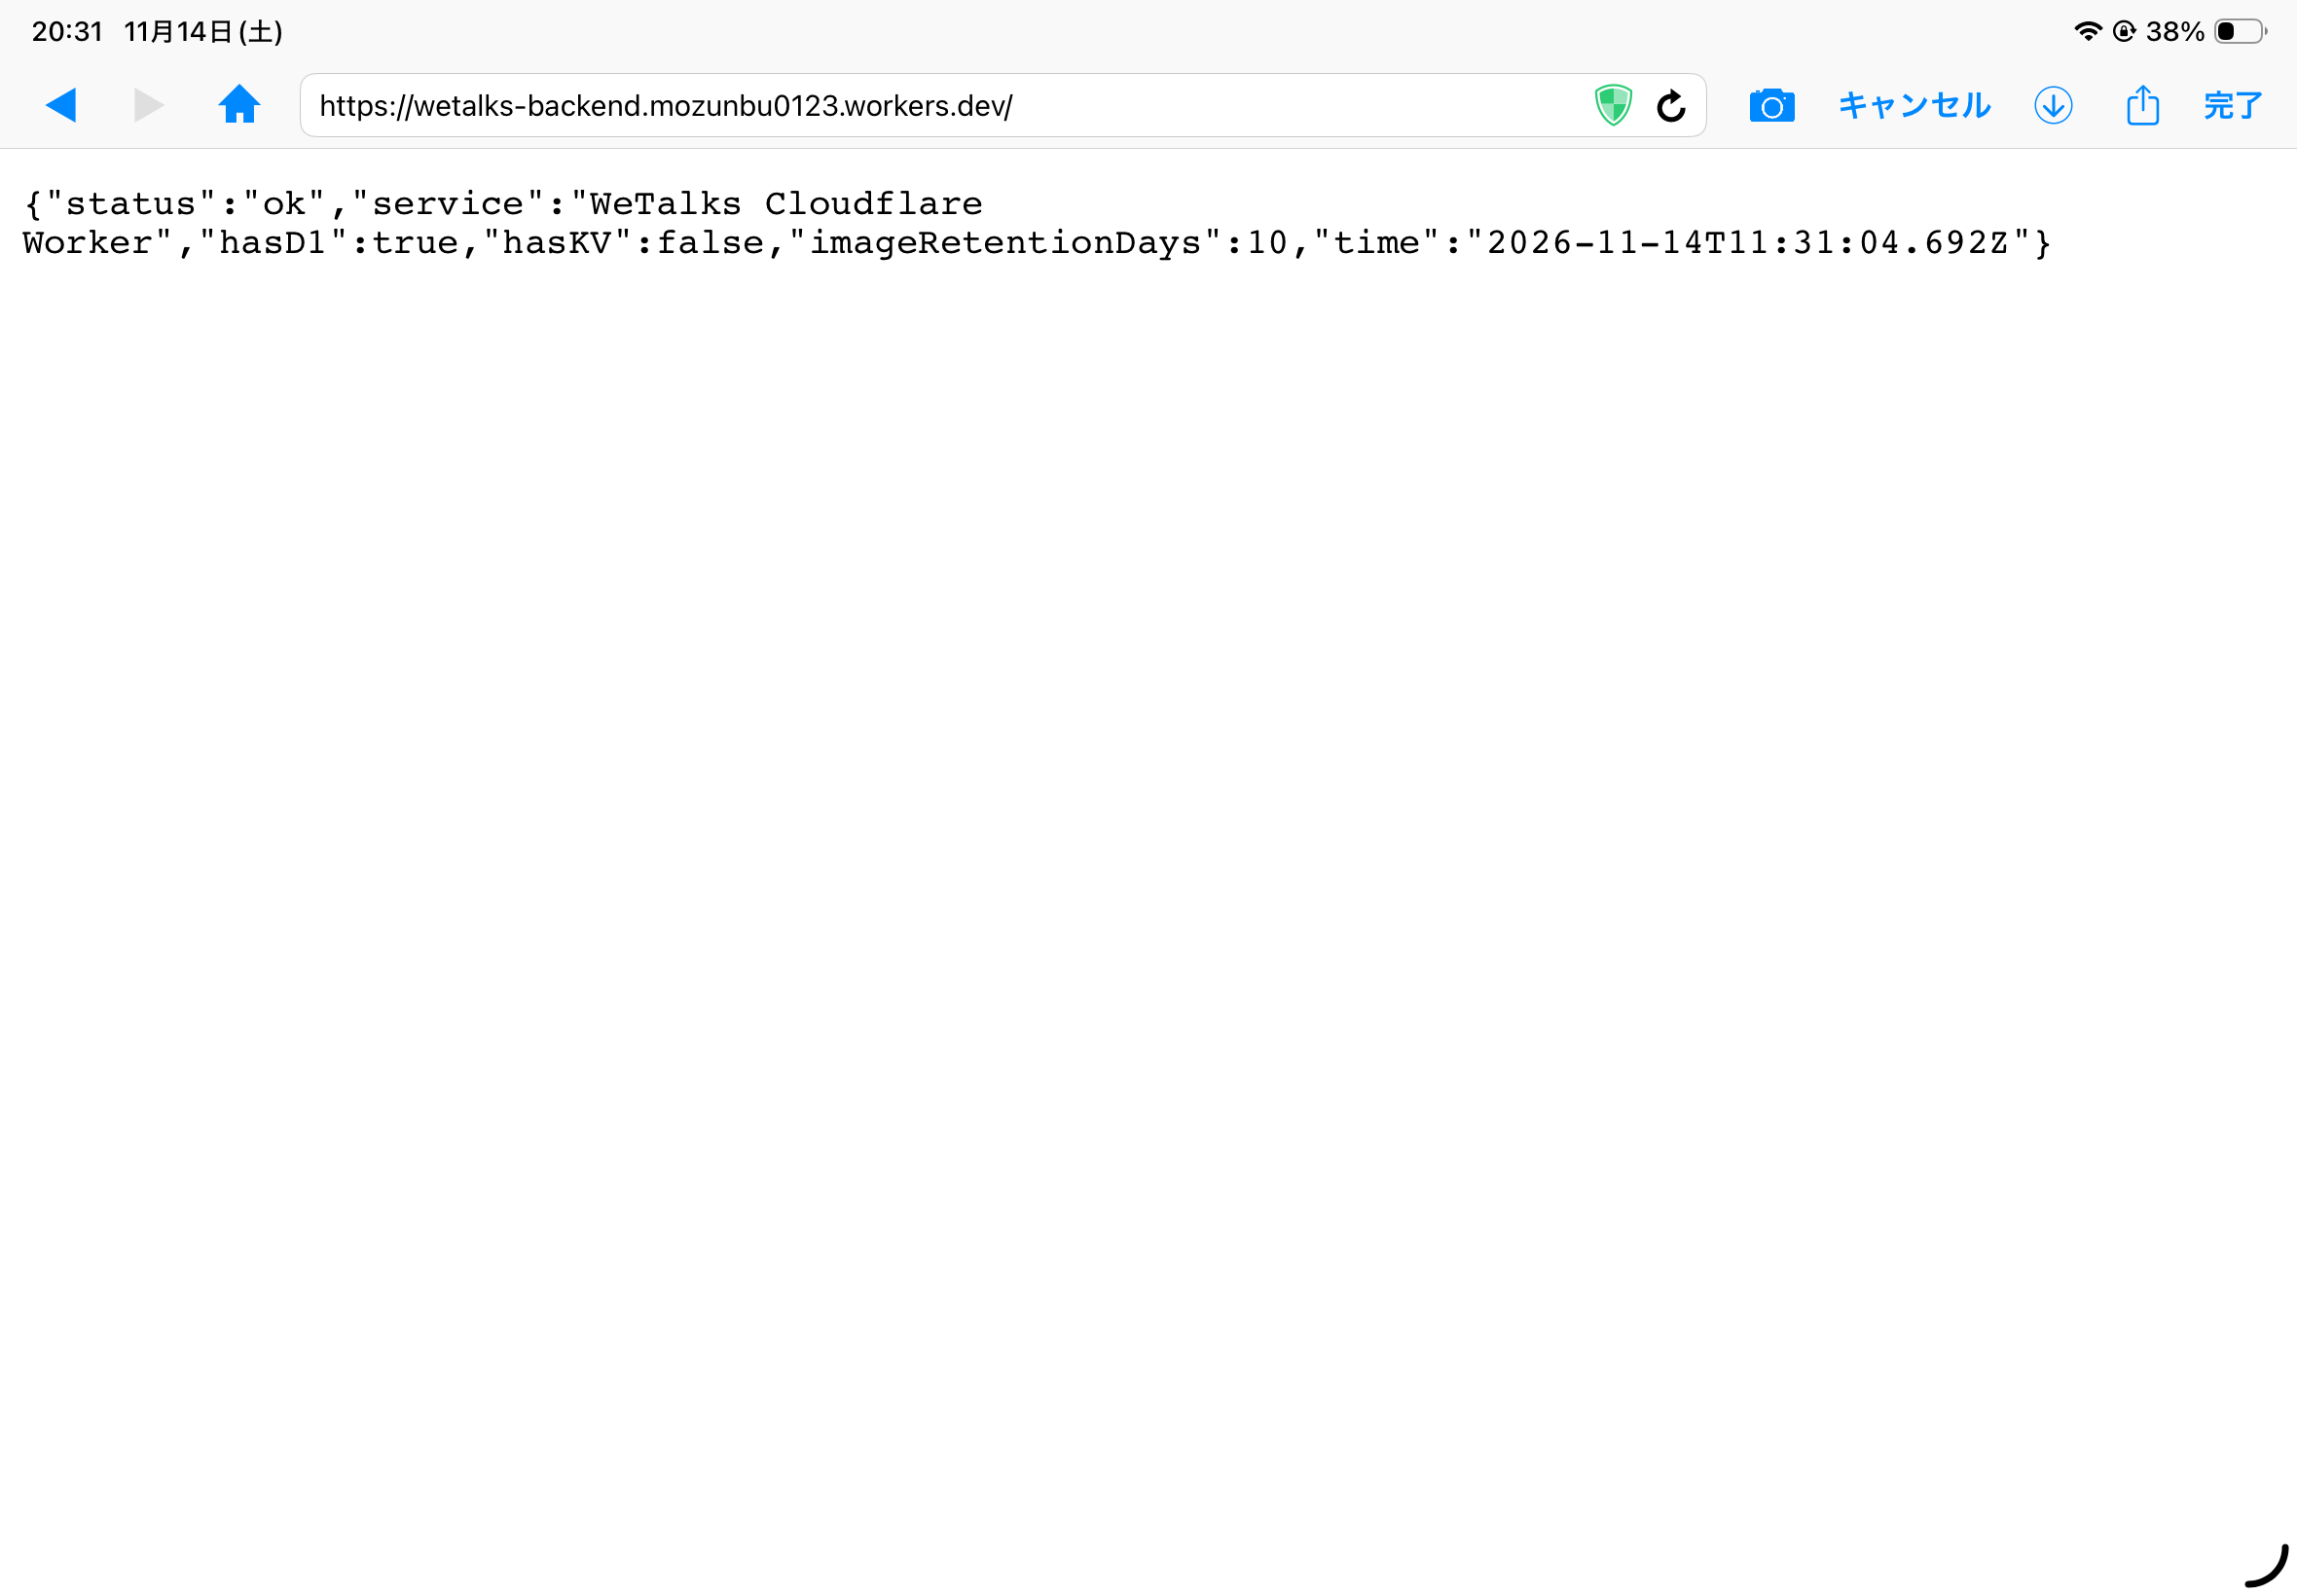 20:31 11月14日(土) 38%
https://wetalks-backend.mozunbu0123.workers.dev/ キャンセル 完了
{"status":"ok","service":"WeTalks Cloudflare
Worker","hasD1":true,"hasKV":false,"imageRetentionDays":10,"time":"2026-11-14T11:31:04.692Z"}